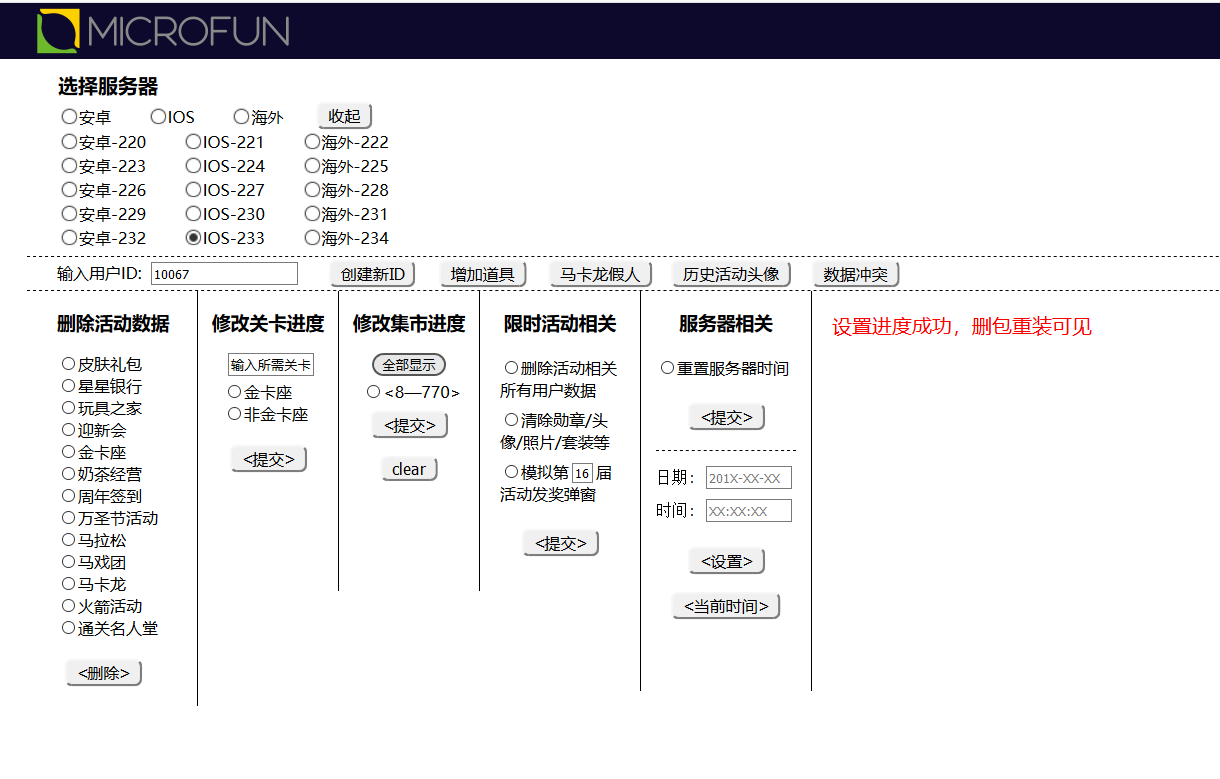 MICROFUN
选择服务器
安卓 IOS 海外 收起
安卓-220 IOS-221 海外-222
安卓-223 IOS-224 海外-225
安卓-226 IOS-227 海外-228
安卓-229 IOS-230 海外-231
安卓-232 IOS-233 海外-234
输入用户ID: 10067 创建新ID 增加道具 马卡龙假人 历史活动头像 数据冲突
删除活动数据
皮肤礼包
星星银行
玩具之家
迎新会
金卡座
奶茶经营
周年签到
万圣节活动
马拉松
马戏团
马卡龙
火箭活动
通关名人堂
<删除>
修改关卡进度
输入所需关卡
金卡座
非金卡座
<提交>
修改集市进度
全部显示
<8—770>
<提交>
clear
限时活动相关
删除活动相关
所有用户数据
清除勋章/头
像/照片/套装等
模拟第 16 届
活动发奖弹窗
<提交>
服务器相关
重置服务器时间
<提交>
日期: 201X-XX-XX
时间: XX:XX:XX
<设置>
<当前时间>
设置进度成功，删包重装可见